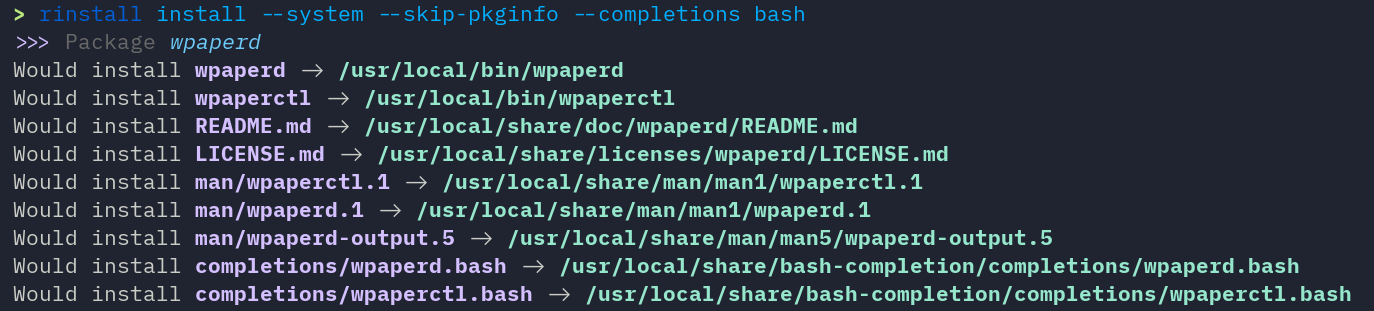 > rinstall install --system --skip-pkginfo --completions bash
>>> Package wpaperd
Would install wpaperd -> /usr/local/bin/wpaperd
Would install wpaperctl -> /usr/local/bin/wpaperctl
Would install README.md -> /usr/local/share/doc/wpaperd/README.md
Would install LICENSE.md -> /usr/local/share/licenses/wpaperd/LICENSE.md
Would install man/wpaperctl.1 -> /usr/local/share/man/man1/wpaperctl.1
Would install man/wpaperd.1 -> /usr/local/share/man/man1/wpaperd.1
Would install man/wpaperd-output.5 -> /usr/local/share/man/man5/wpaperd-output.5
Would install completions/wpaperd.bash -> /usr/local/share/bash-completion/completions/wpaperd.bash
Would install completions/wpaperctl.bash -> /usr/local/share/bash-completion/completions/wpaperctl.bash